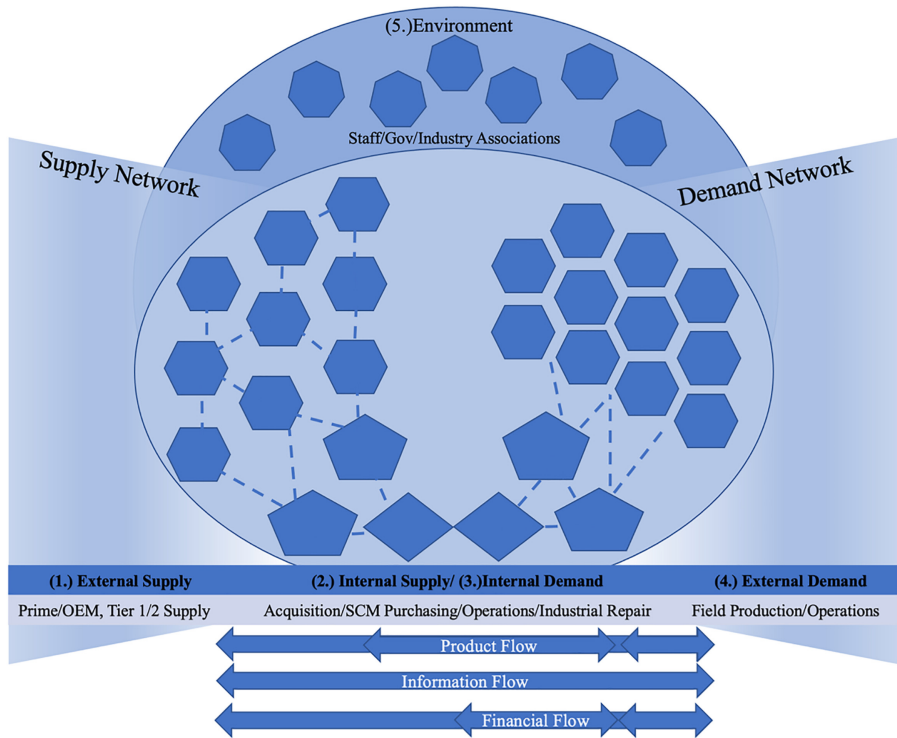 (5.)Environment
Staff/Gov/Industry Associations
Supply Network
Demand Network
(1.) External Supply
(2.) Internal Supply/ (3.)Internal Demand
(4.) External Demand
Prime/OEM, Tier 1/2 Supply
Acquisition/SCM Purchasing/Operations/Industrial Repair
Field Production/Operations
Product Flow
Information Flow
Financial Flow